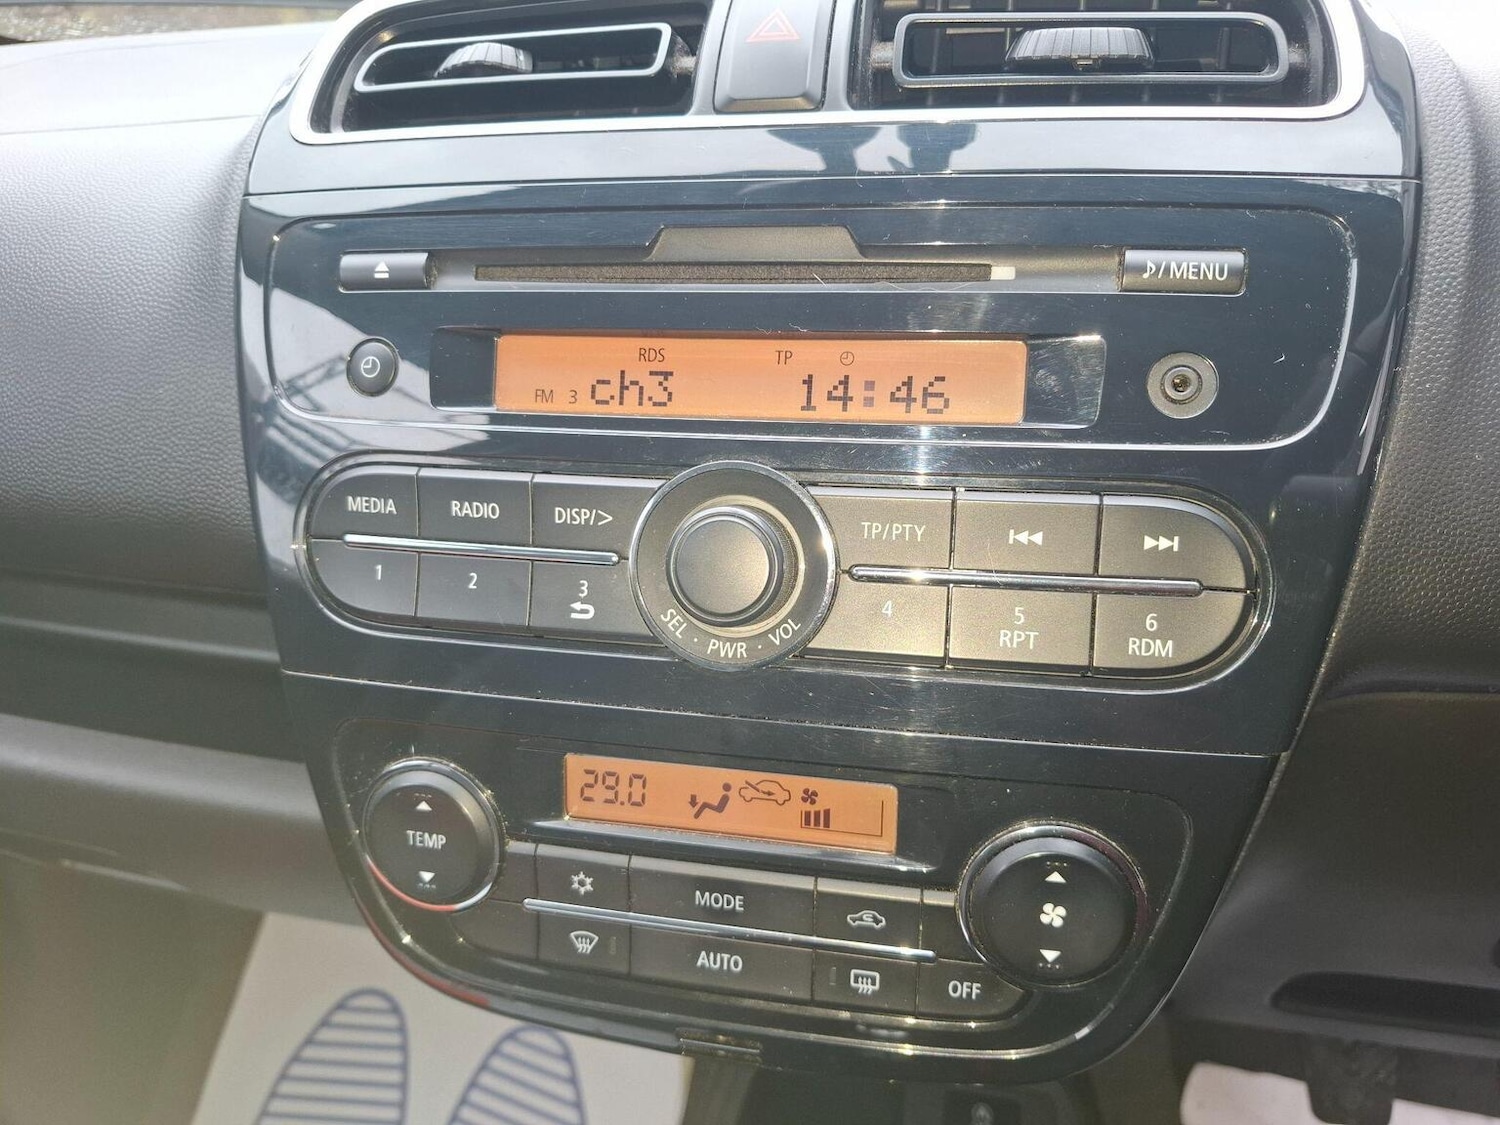 ♪/MENU
RDS TP
FM 3 ch3 14:46
MEDIA RADIO DISP/> TP/PTY
1 2 3 4 5 6
RPT RDM
SEL · PWR · VOL
29.0
TEMP
MODE
AUTO
OFF